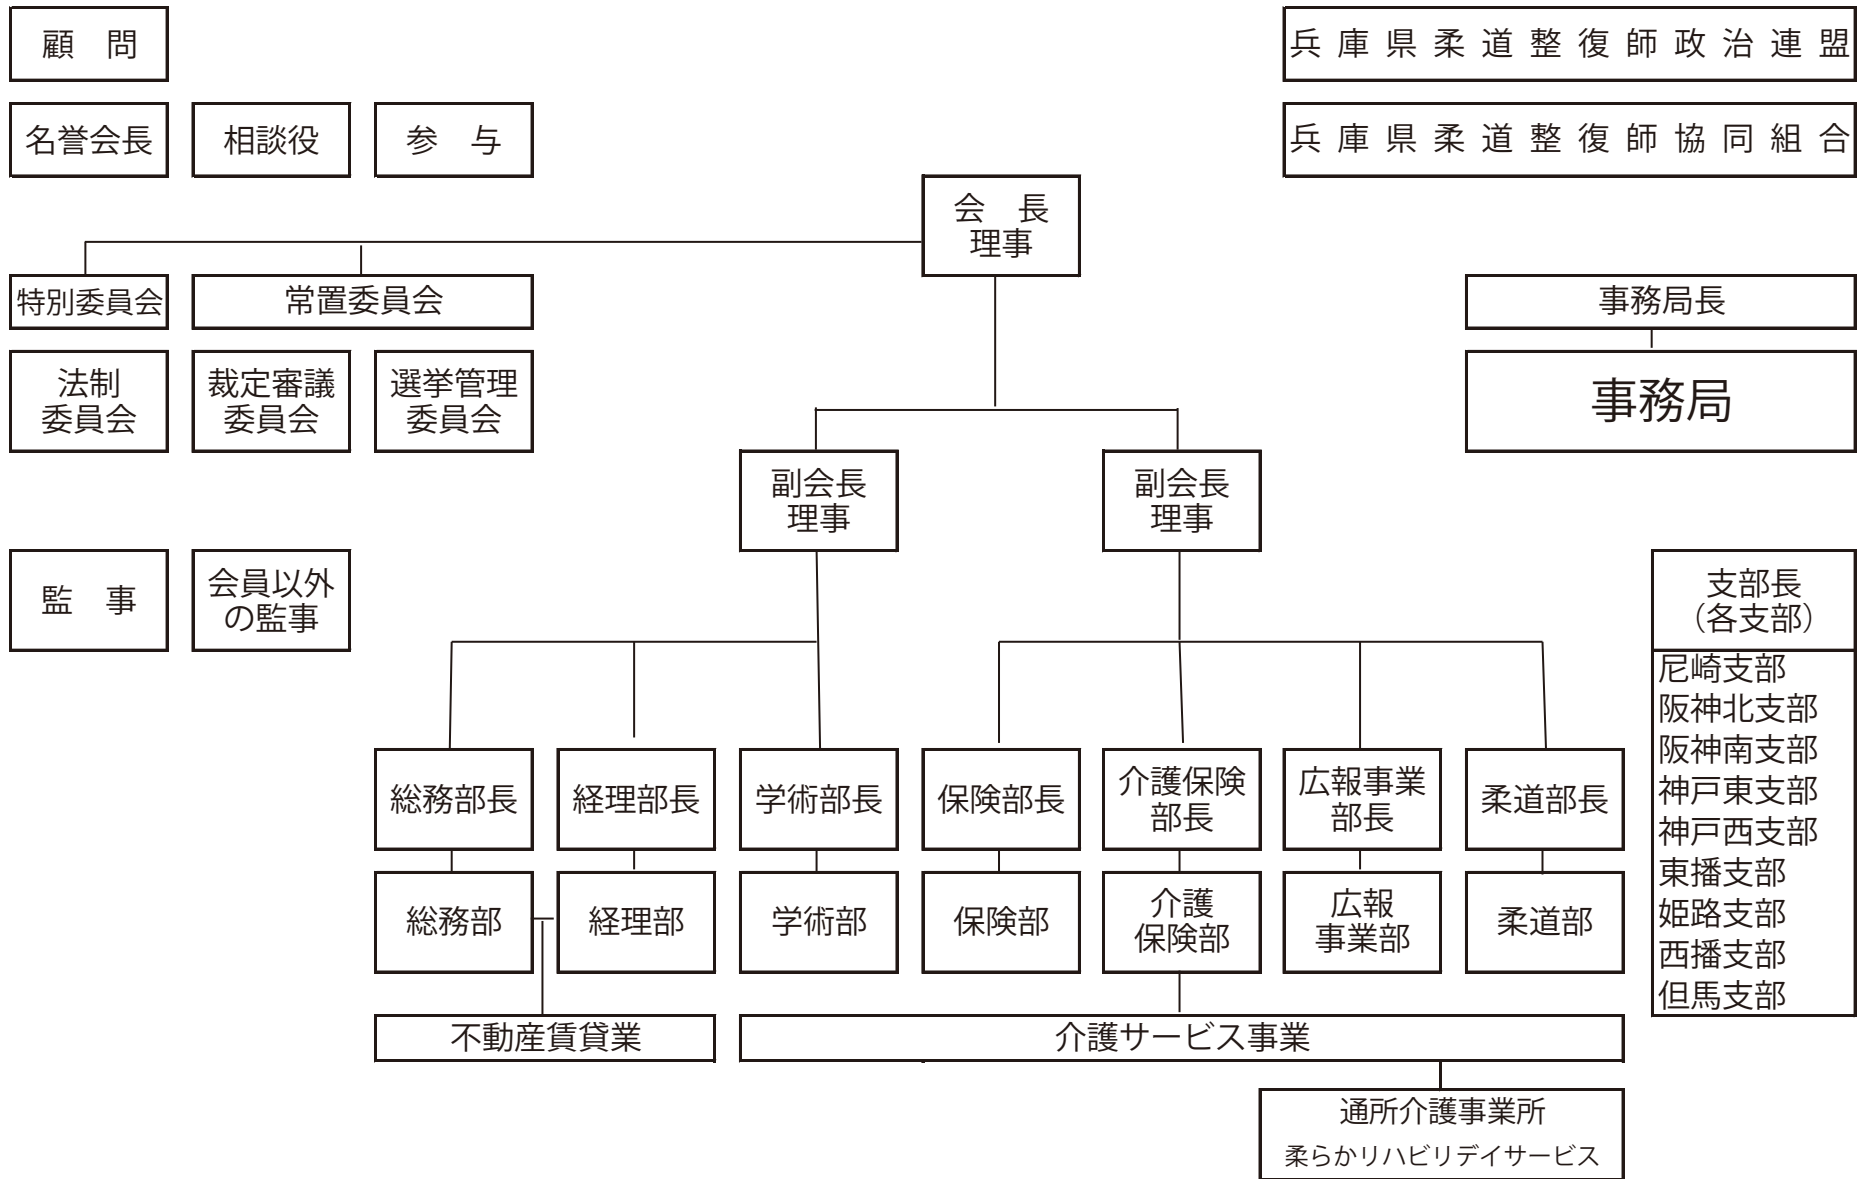 顧　問
兵庫県柔道整復師政治連盟
名誉会長
相談役
参　与
兵庫県柔道整復師協同組合
会　長
理事
特別委員会
常置委員会
事務局長
法制
委員会
裁定審議
委員会
選挙管理
委員会
事務局
副会長
理事
副会長
理事
監　事
会員以外
の監事
支部長
（各支部）
尼崎支部
阪神北支部
阪神南支部
神戸東支部
神戸西支部
東播支部
姫路支部
西播支部
但馬支部
総務部長
経理部長
学術部長
保険部長
介護保険
部長
広報事業
部長
柔道部長
総務部
経理部
学術部
保険部
介護
保険部
広報
事業部
柔道部
不動産賃貸業
介護サービス事業
通所介護事業所
柔らかリハビリデイサービス